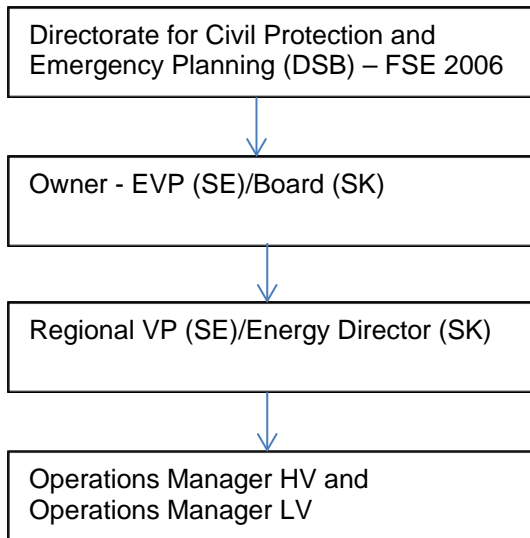 Directorate for Civil Protection and
Emergency Planning (DSB) – FSE 2006
Owner - EVP (SE)/Board (SK)
Regional VP (SE)/Energy Director (SK)
Operations Manager HV and
Operations Manager LV